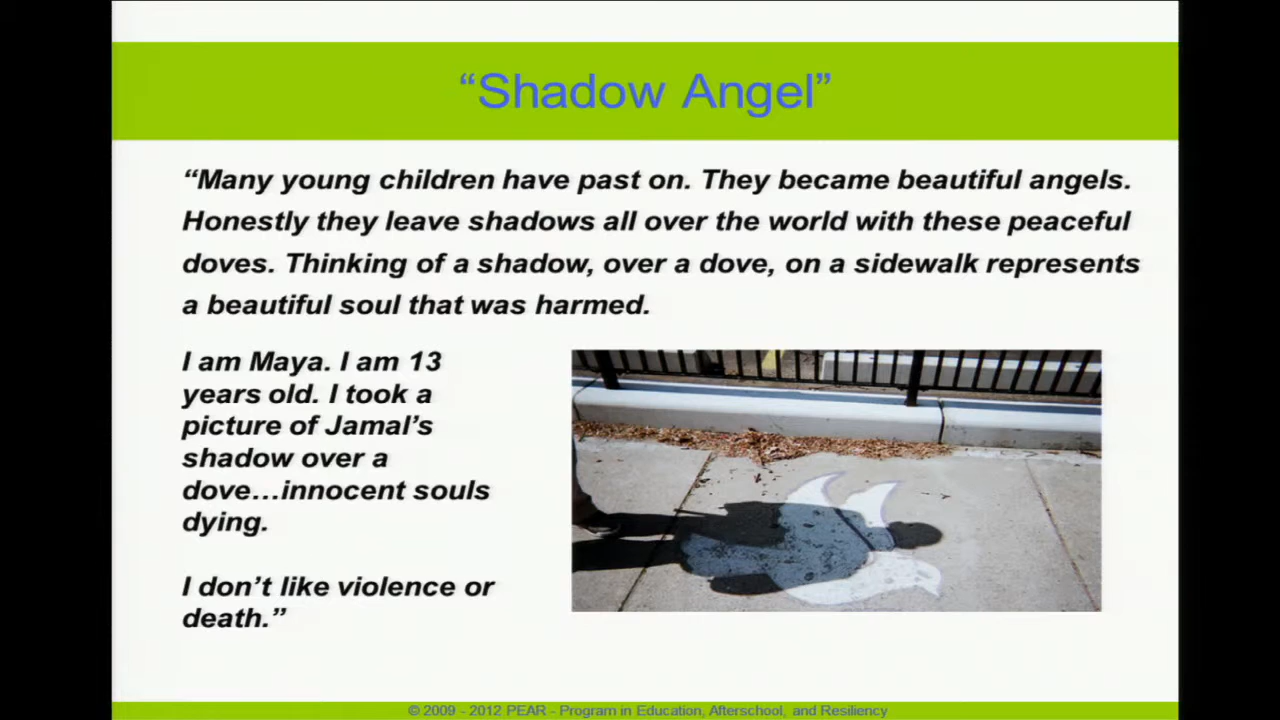 “Shadow Angel”
“Many young children have past on. They became beautiful angels.
Honestly they leave shadows all over the world with these peaceful
doves. Thinking of a shadow, over a dove, on a sidewalk represents
a beautiful soul that was harmed.
I am Maya. I am 13
years old. I took a
picture of Jamal’s
shadow over a
dove…innocent souls
dying.
I don’t like violence or
death.”
© 2009 - 2012 PEAR - Program in Education, Afterschool, and Resiliency